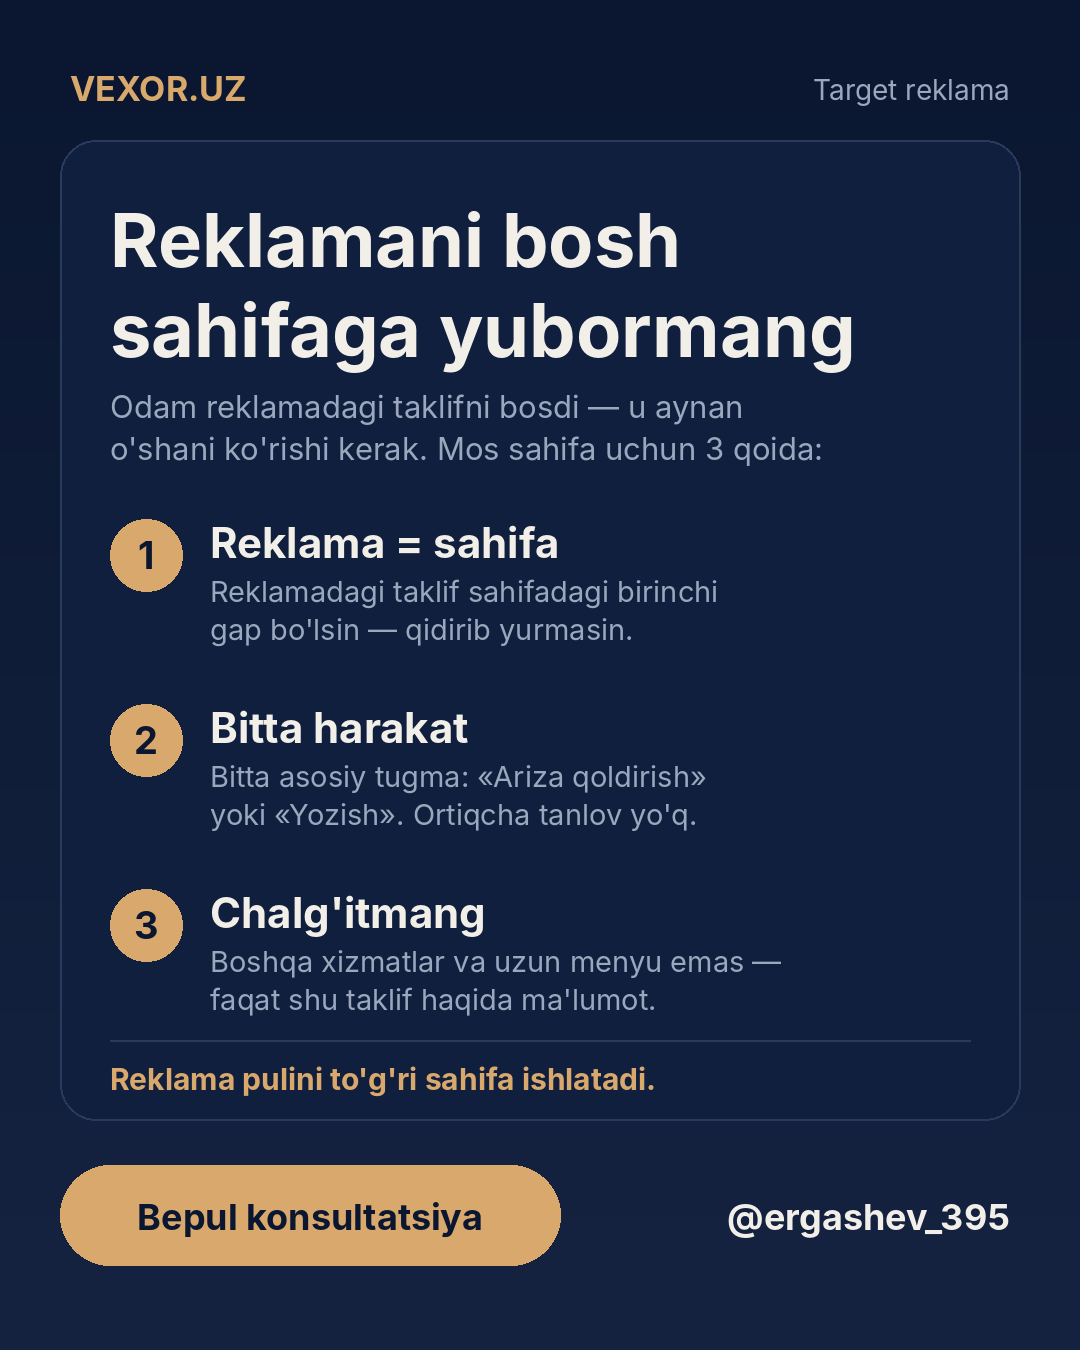 VEXOR.UZ
Target reklama
Reklamani bosh
sahifaga yubormang
Odam reklamadagi taklifni bosdi — u aynan
o'shani ko'rishi kerak. Mos sahifa uchun 3 qoida:
1
Reklama = sahifa
Reklamadagi taklif sahifadagi birinchi
gap bo'lsin — qidirib yurmasin.
2
Bitta harakat
Bitta asosiy tugma: «Ariza qoldirish»
yoki «Yozish». Ortiqcha tanlov yo'q.
3
Chalg'itmang
Boshqa xizmatlar va uzun menyu emas —
faqat shu taklif haqida ma'lumot.
Reklama pulini to'g'ri sahifa ishlatadi.
Bepul konsultatsiya
@ergashev_395